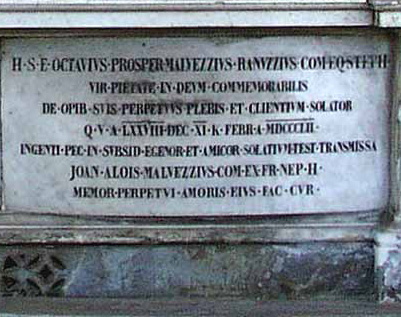 H·S·E·OCTAVIVS·PROSPER·MALVEZZIVS·RANVZZIVS·COM·EQ·STEPH
VIR·PIETATE·IN·DEVM·COMMEMORABILIS
DE·OPIB·SVIS·PERPETVVS·PLEBIS·ET·CLIENTIVM·SOLATOR
Q·V·A·LXXVIII·DEC·XI·K·FEBR·A·MDCCCLII·
INGENTI·PEC·IN·SVBSID·EGENOR·ET·AMICOR·SOLATIVM·TEST·TRANSMISSA
JOAN·ALOIS·MALVEZZIVS·COM·EX·FR·NEP·H·
MEMOR·PERPETVI·AMORIS·EIVS·FAC·CVR·